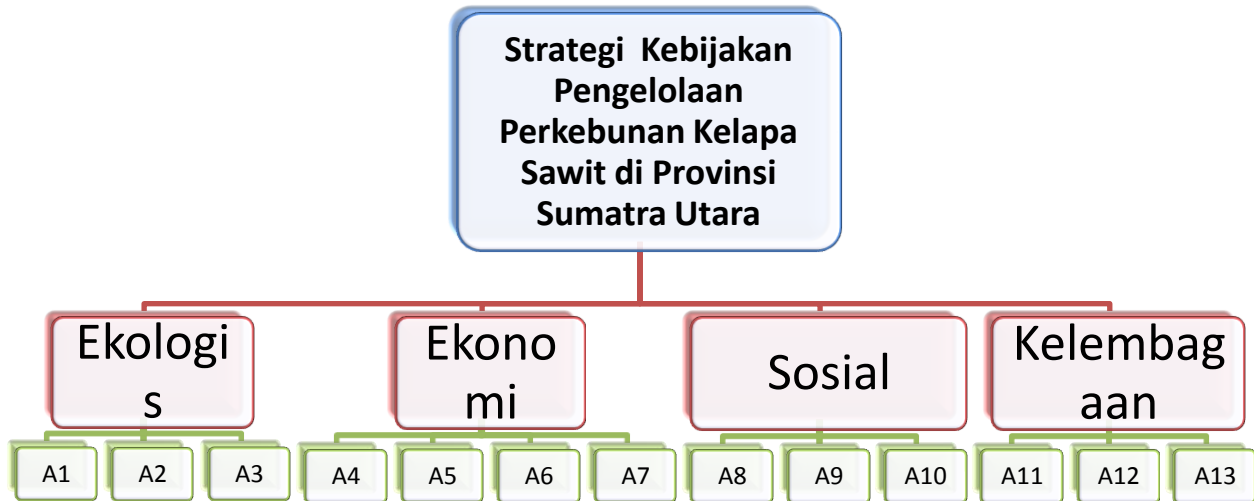 Strategi Kebijakan
Pengelolaan
Perkebunan Kelapa
Sawit di Provinsi
Sumatra Utara
Ekologi
s
Ekono
mi
Sosial
Kelembag
aan
A1
A2
A3
A4
A5
A6
A7
A8
A9
A10
A11
A12
A13